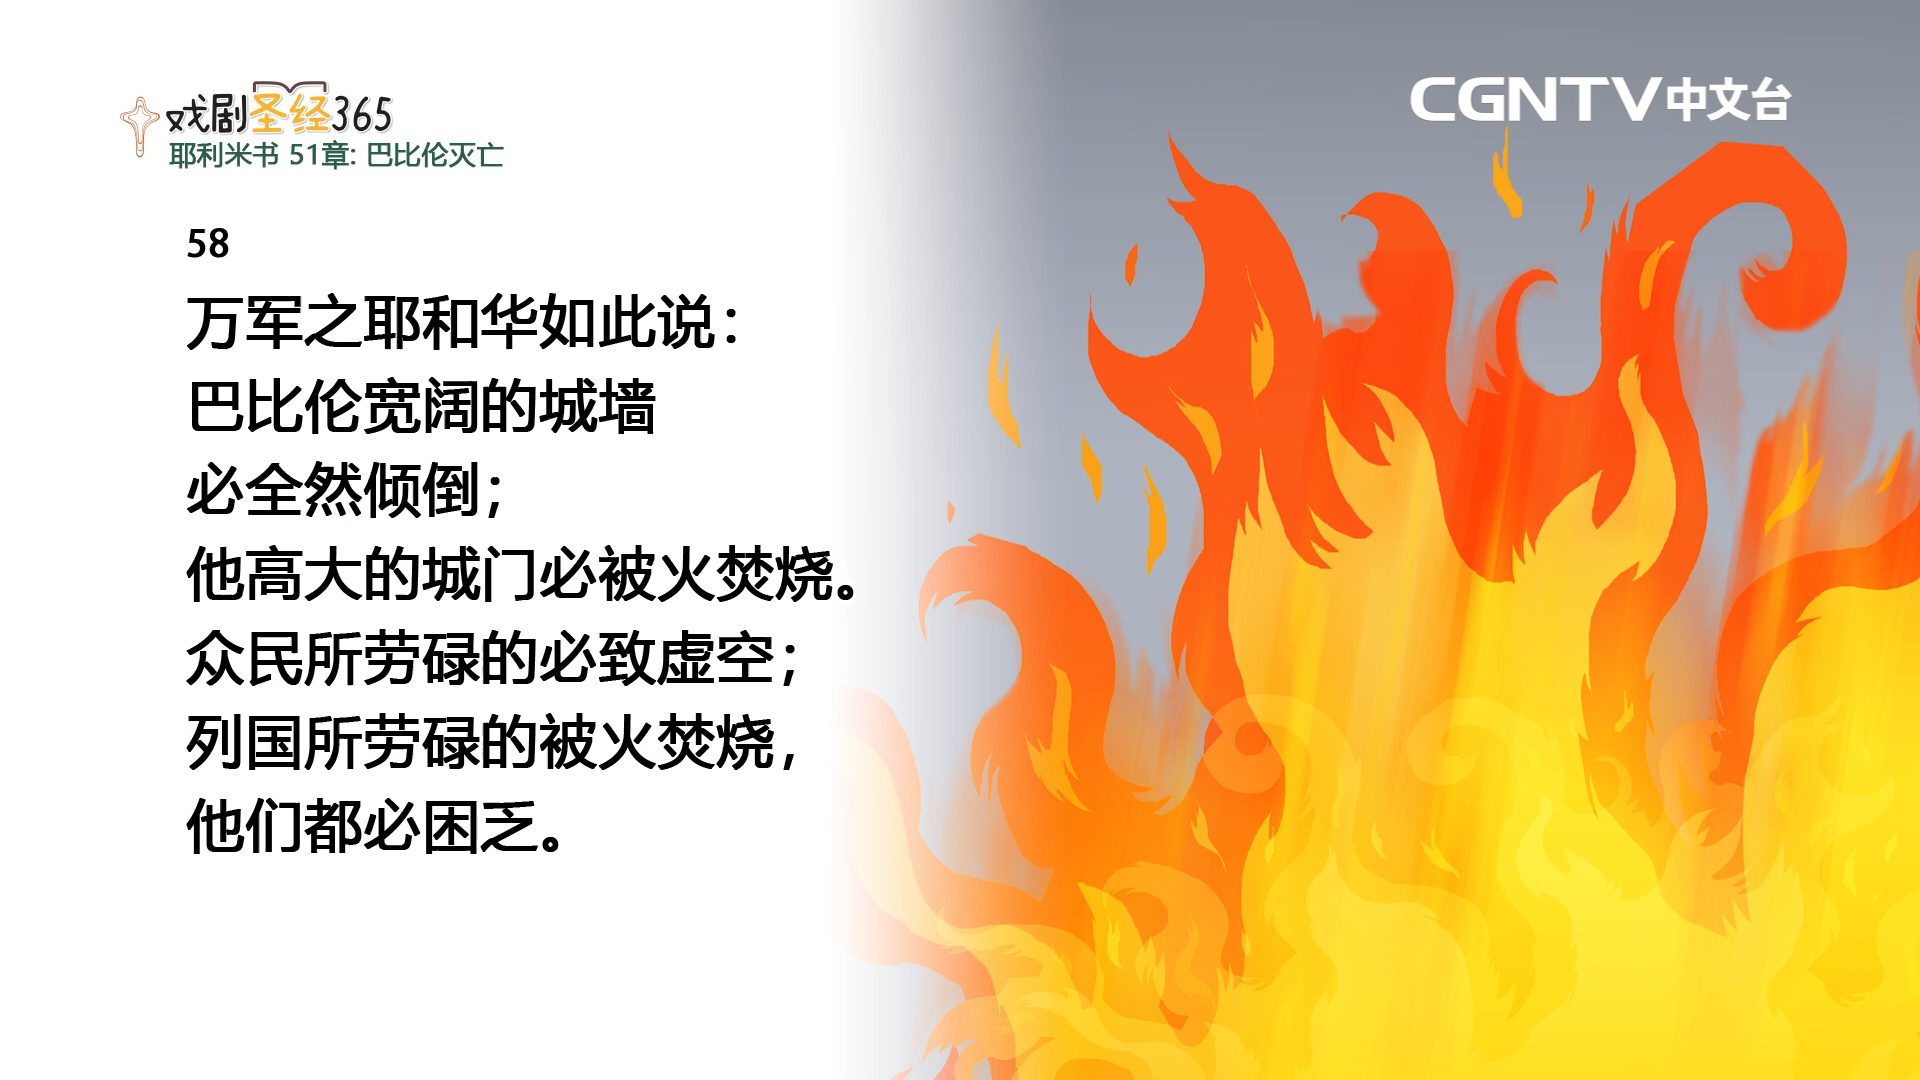 戏剧圣经365
耶利米书 51章: 巴比伦灭亡
CGNTV中文台
58
万军之耶和华如此说：
巴比伦宽阔的城墙
必全然倾倒；
他高大的城门必被火焚烧。
众民所劳碌的必致虚空；
列国所劳碌的被火焚烧，
他们都必困乏。